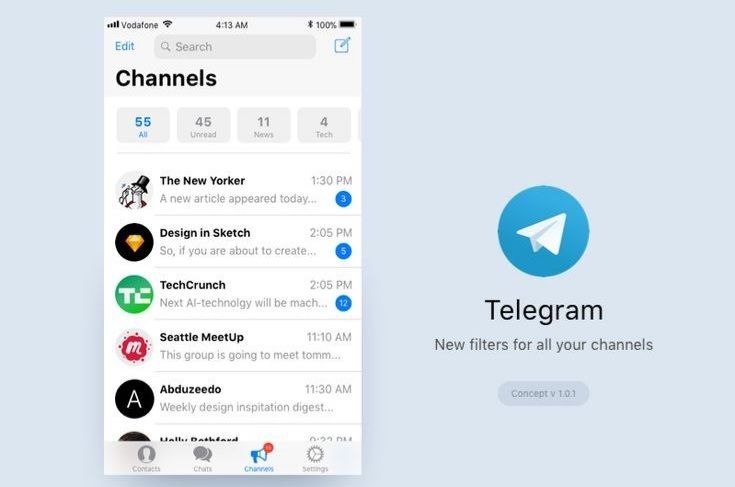 Vodafone 4:13 AM 100%
Edit Search
Channels
55 45 11 4
All Unread News Tech
The New Yorker 1:30 PM
A new article appeared today... 3
Design in Sketch 2:05 PM
So, if you are about to create... 5
TechCrunch 2:05 PM
TC
Next AI-technolgy will be mach... 12
Seattle MeetUp 11:10 AM
m
This group is going to meet tomm...
Abduzeedo 11:30 AM
A
Weekly design inspitation digest...
Contacts Chats Channels Settings
Telegram
New filters for all your channels
Concept v 1.0.1